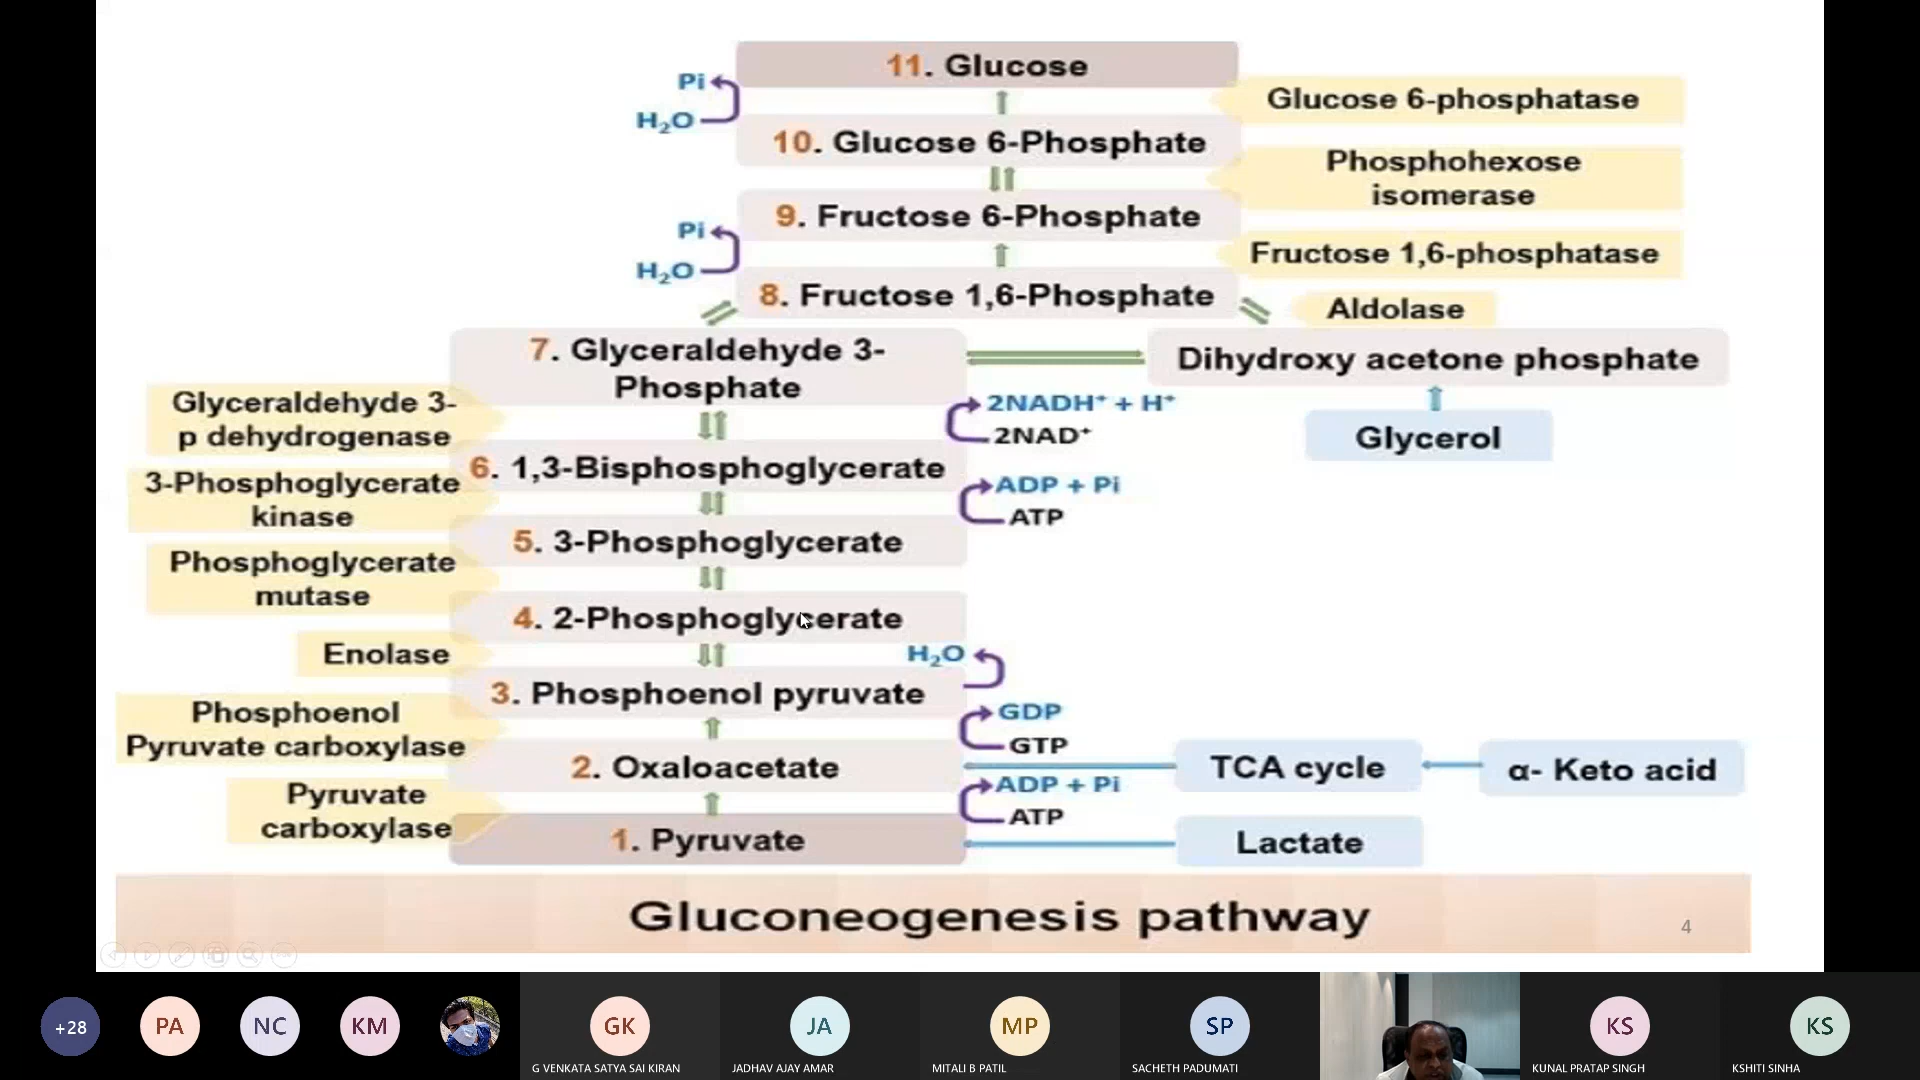 11. Glucose
Pi
H₂O
Glucose 6-phosphatase
10. Glucose 6-Phosphate
Phosphohexose
isomerase
9. Fructose 6-Phosphate
Pi
H₂O
Fructose 1,6-phosphatase
8. Fructose 1,6-Phosphate
Aldolase
7. Glyceraldehyde 3-
Phosphate
Dihydroxy acetone phosphate
Glyceraldehyde 3-
p dehydrogenase
2NADH⁺ + H⁺
2NAD⁺
Glycerol
6. 1,3-Bisphosphoglycerate
3-Phosphoglycerate
kinase
ADP + Pi
ATP
5. 3-Phosphoglycerate
Phosphoglycerate
mutase
4. 2-Phosphoglycerate
Enolase
H₂O
3. Phosphoenol pyruvate
Phosphoenol
Pyruvate carboxylase
GDP
GTP
2. Oxaloacetate
TCA cycle
α- Keto acid
Pyruvate
carboxylase
ADP + Pi
ATP
1. Pyruvate
Lactate
Gluconeogenesis pathway
4
+28
PA
NC
KM
GK
JA
MP
SP
KS
KS
G VENKATA SATYA SAI KIRAN
JADHAV AJAY AMAR
MITALI B PATIL
SACHETH PADUMATI
KUNAL PRATAP SINGH
KSHITI SINHA